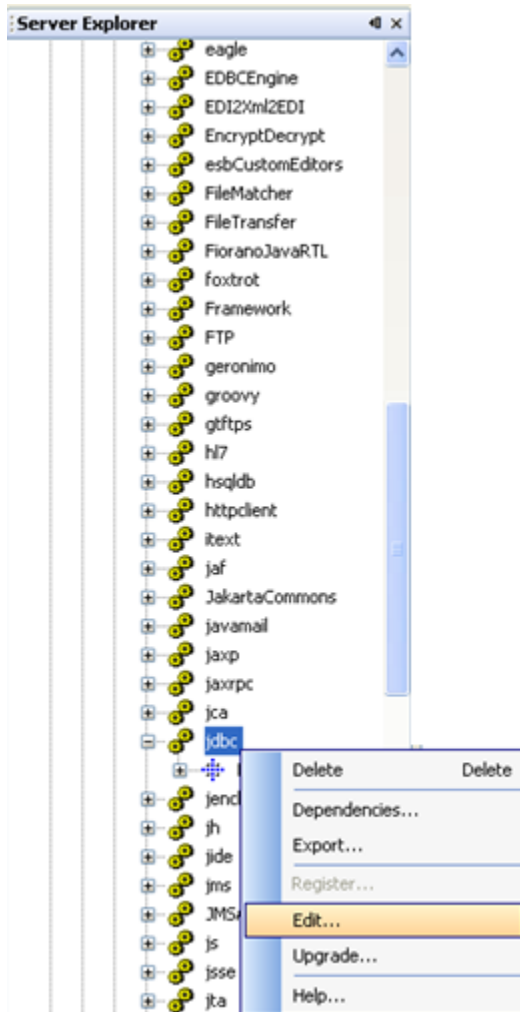 Server Explorer
eagle
EDBCEngine
EDI2Xml2EDI
EncryptDecrypt
esbCustomEditors
FileMatcher
FileTransfer
FioranoJavaRTL
foxtrot
Framework
FTP
geronimo
groovy
gtftps
hl7
hsqldb
httpclient
itext
jaf
JakartaCommons
javamail
jaxp
jaxrpc
jca
jdbc
Delete Delete
Dependencies...
jh
Export...
jide
Register...
jms
Edit...
js
Upgrade...
jsse
Help...
jta